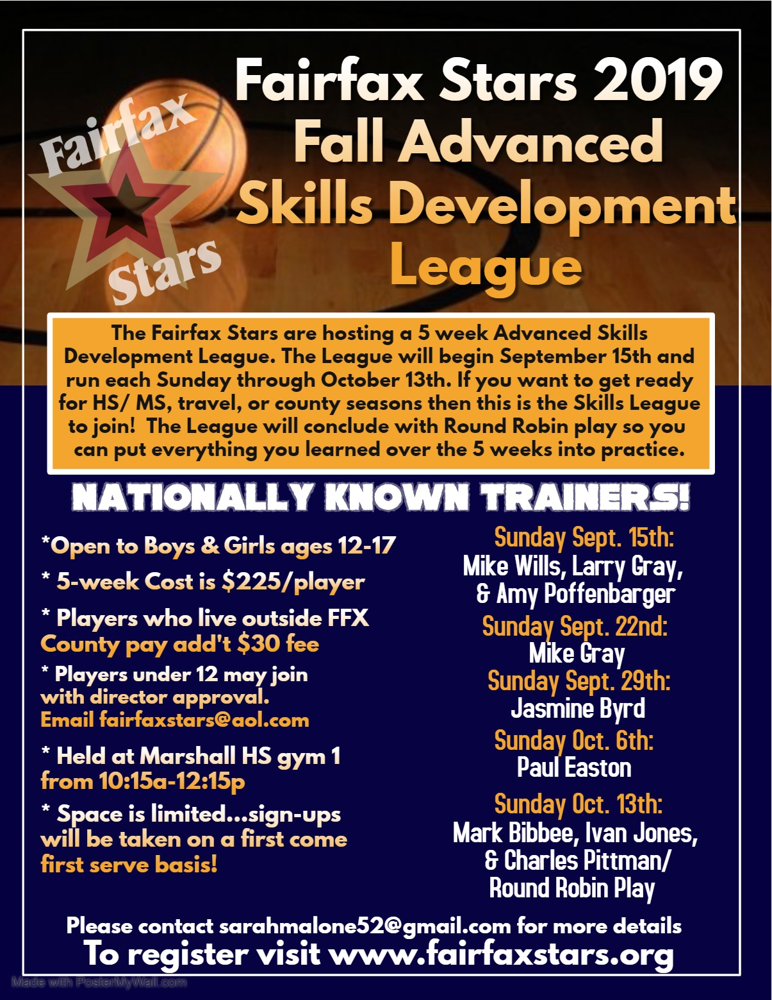 Fairfax
Stars
Fairfax Stars 2019
Fall Advanced
Skills Development
League
The Fairfax Stars are hosting a 5 week Advanced Skills
Development League. The League will begin September 15th and
run each Sunday through October 13th. If you want to get ready
for HS/ MS, travel, or county seasons then this is the Skills League
to join!  The League will conclude with Round Robin play so you
can put everything you learned over the 5 weeks into practice.
NATIONALLY KNOWN TRAINERS!
*Open to Boys & Girls ages 12-17
* 5-week Cost is $225/player
* Players who live outside FFX
County pay add't $30 fee
* Players under 12 may join
with director approval.
Email fairfaxstars@aol.com
* Held at Marshall HS gym 1
from 10:15a-12:15p
* Space is limited...sign-ups
will be taken on a first come
first serve basis!
Sunday Sept. 15th:
Mike Wills, Larry Gray,
& Amy Poffenbarger
Sunday Sept. 22nd:
Mike Gray
Sunday Sept. 29th:
Jasmine Byrd
Sunday Oct. 6th:
Paul Easton
Sunday Oct. 13th:
Mark Bibbee, Ivan Jones,
& Charles Pittman/
Round Robin Play
Please contact sarahmalone52@gmail.com for more details
To register visit www.fairfaxstars.org
Made with PosterMyWall.com